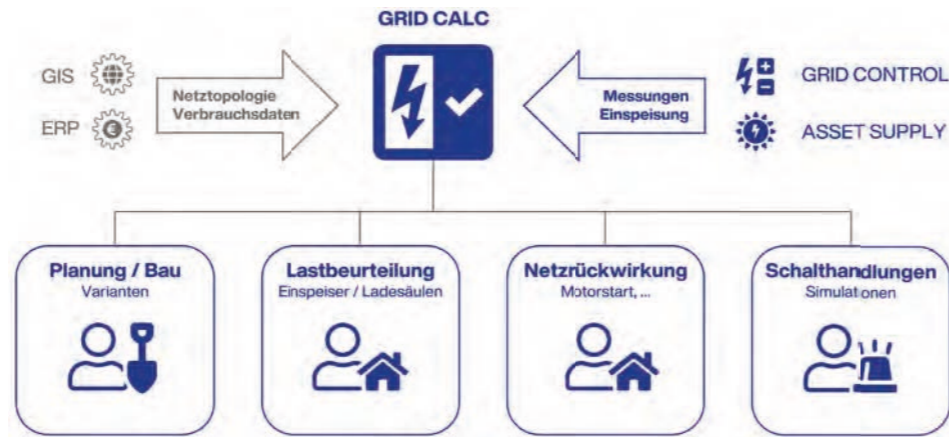 GRID CALC
GIS
ERP
Netztopologie
Verbrauchsdaten
Messungen
Einspeisung
GRID CONTROL
ASSET SUPPLY
Planung / Bau
Varianten
Lastbeurteilung
Einspeiser / Ladesäulen
Netzrückwirkung
Motorstart, ...
Schalthandlungen
Simulationen